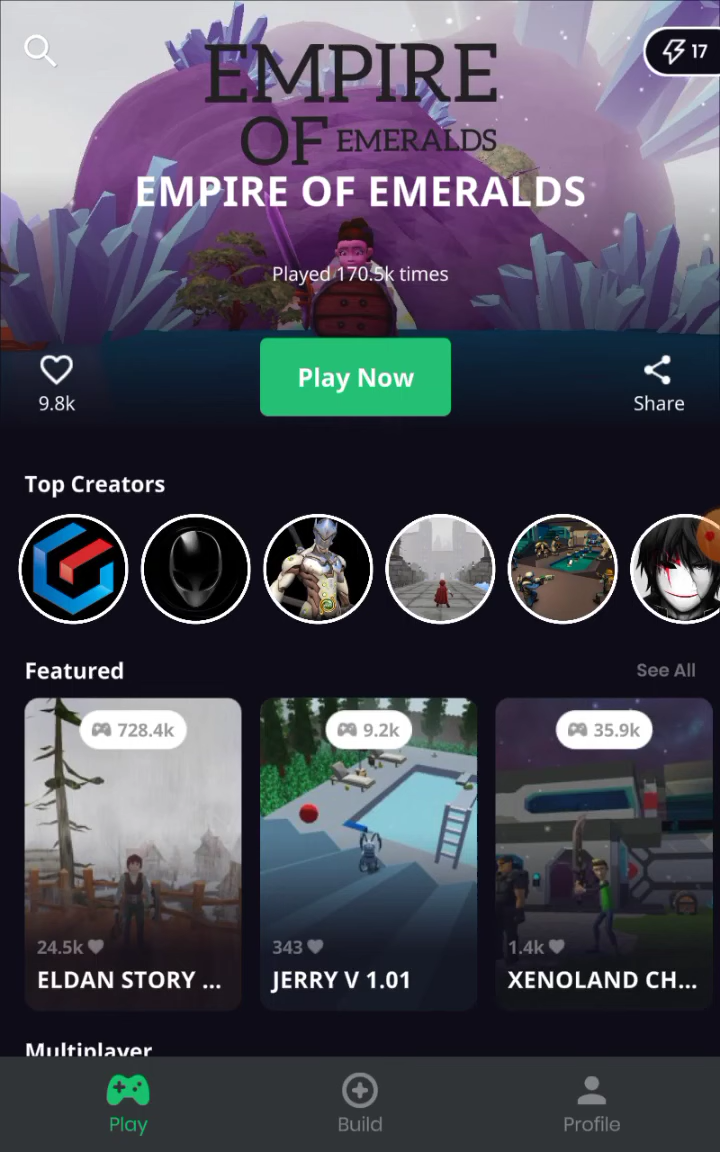 17
EMPIRE
OF EMERALDS
EMPIRE OF EMERALDS
Played 170.5k times
9.8k
Play Now
Share
Top Creators
Featured
See All
728.4k
9.2k
35.9k
24.5k
343
1.4k
ELDAN STORY ...
JERRY V 1.01
XENOLAND CH...
Multiplayer
Play
Build
Profile